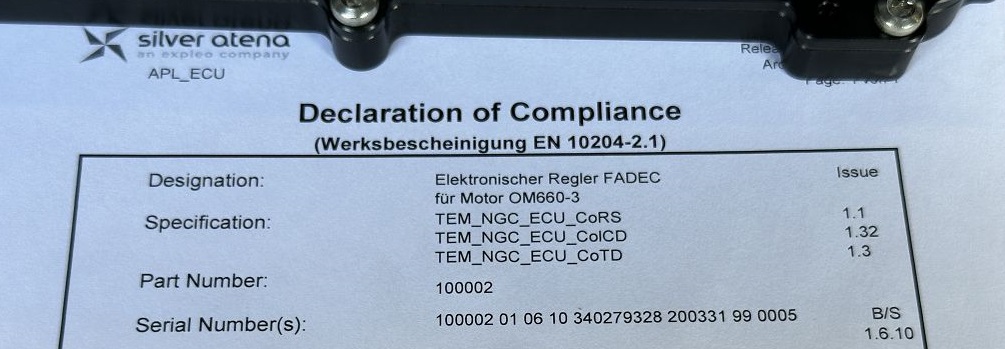 silver atena
an expleo company
APL_ECU
Declaration of Compliance
(Werksbescheinigung EN 10204-2.1)
Issue
Designation: Elektronischer Regler FADEC
für Motor OM660-3
Specification: TEM_NGC_ECU_CoRS 1.1
TEM_NGC_ECU_CoICD 1.32
TEM_NGC_ECU_CoTD 1.3
Part Number: 100002
Serial Number(s): 100002 01 06 10 340279328 200331 99 0005 B/S
1.6.10